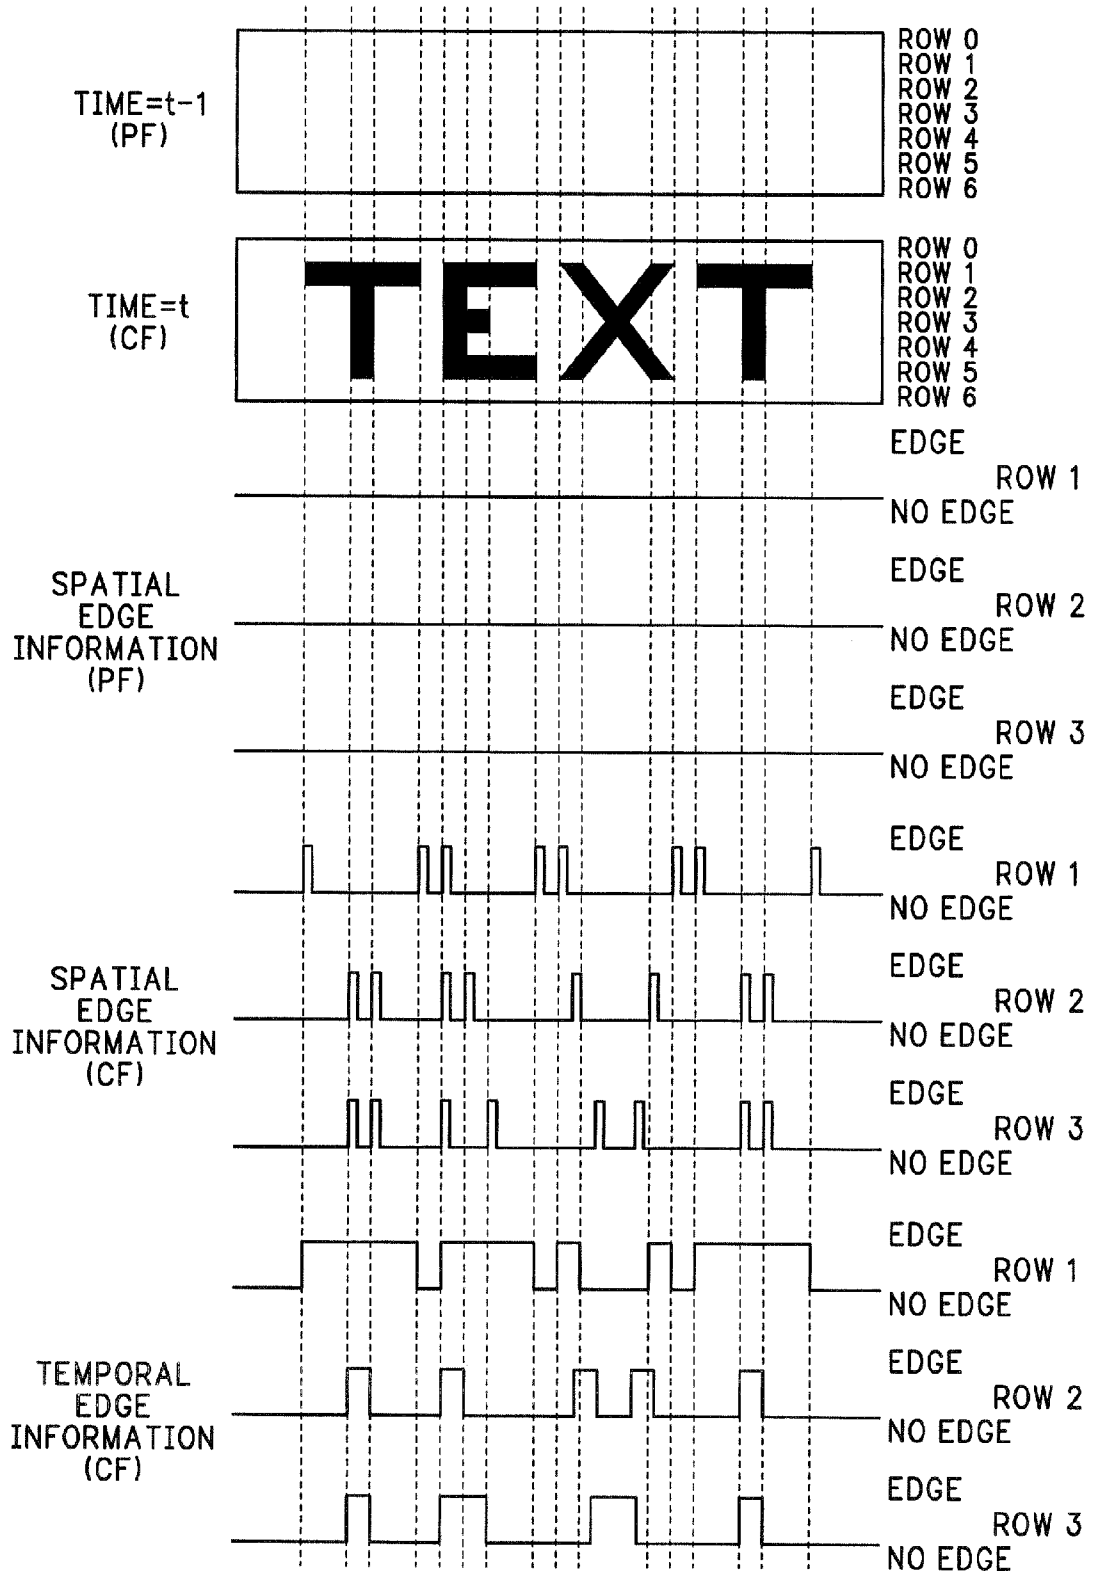 ROW 0
ROW 1
ROW 2
TIME=t-1
ROW 3
(PF)
ROW 4
ROW 5
ROW 6
ROW 0
ROW 1
TEXT
ROW 2
TIME=t
ROW 3
(CF)
ROW 4
ROW 5
ROW 6
EDGE
ROW 1
NO EDGE
EDGE
SPATIAL
EDGE
ROW 2
INFORMATION
NO EDGE
(PF)
EDGE
ROW 3
NO EDGE
EDGE
ROW 1
NO EDGE
EDGE
SPATIAL
EDGE
ROW 2
INFORMATION
NO EDGE
(CF)
EDGE
ROW 3
NO EDGE
EDGE
ROW 1
NO EDGE
EDGE
TEMPORAL
EDGE
ROW 2
INFORMATION
NO EDGE
(CF)
EDGE
ROW 3
NO EDGE